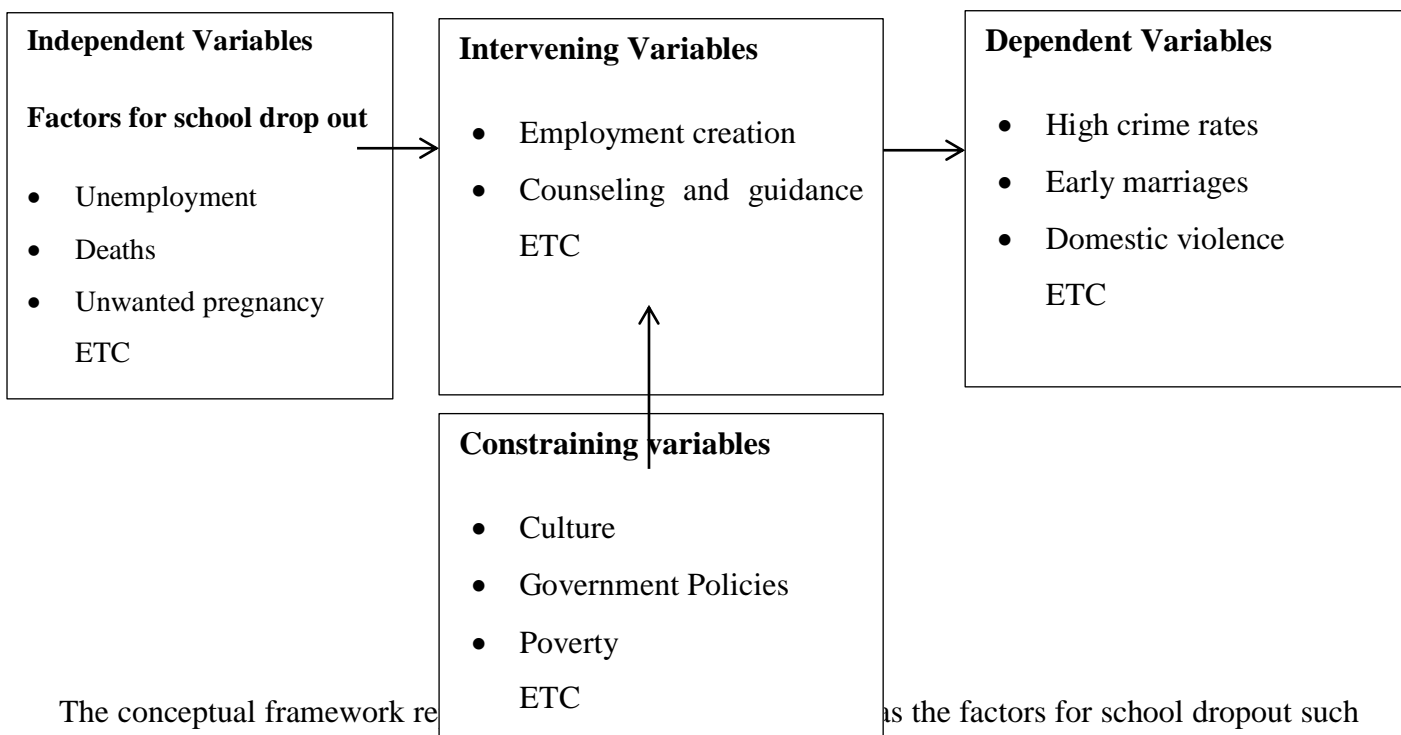 Independent Variables
Factors for school drop out
• Unemployment
• Deaths
• Unwanted pregnancy
ETC
Intervening Variables
• Employment creation
• Counseling and guidance
ETC
Dependent Variables
• High crime rates
• Early marriages
• Domestic violence
ETC
Constraining variables
• Culture
• Government Policies
• Poverty
ETC
The conceptual framework re as the factors for school dropout such